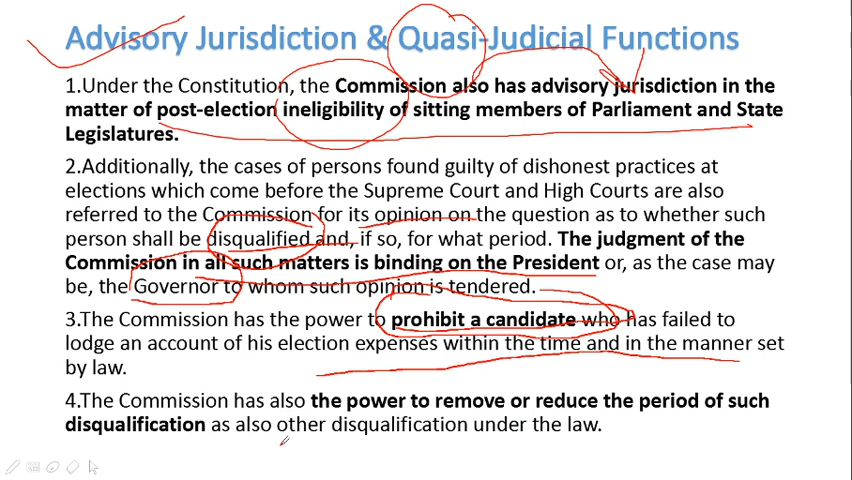 Advisory Jurisdiction & Quasi-Judicial Functions
1.Under the Constitution, the Commission also has advisory jurisdiction in the
matter of post-election ineligibility of sitting members of Parliament and State
Legislatures.
2.Additionally, the cases of persons found guilty of dishonest practices at
elections which come before the Supreme Court and High Courts are also
referred to the Commission for its opinion on the question as to whether such
person shall be disqualified and, if so, for what period. The judgment of the
Commission in all such matters is binding on the President or, as the case may
be, the Governor to whom such opinion is tendered.
3.The Commission has the power to prohibit a candidate who has failed to
lodge an account of his election expenses within the time and in the manner set
by law.
4.The Commission has also the power to remove or reduce the period of such
disqualification as also other disqualification under the law.